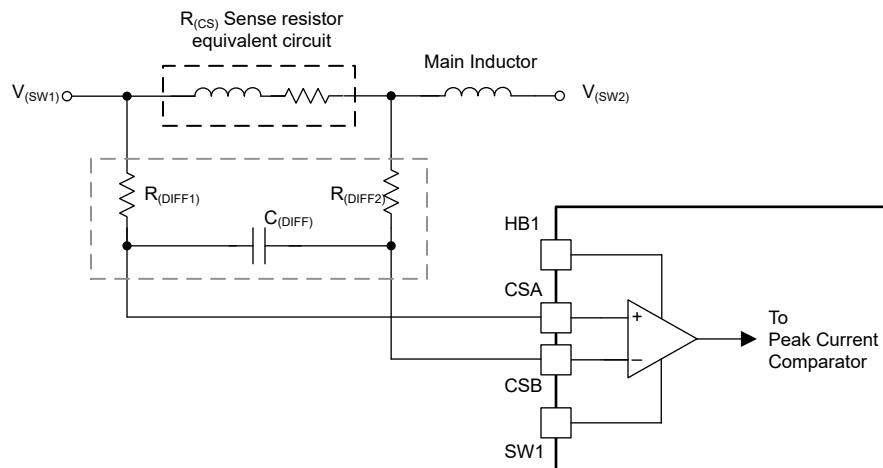 R(CS) Sense resistor
equivalent circuit
Main Inductor
V(SW1)
V(SW2)
R(DIFF1)
R(DIFF2)
C(DIFF)
HB1
CSA
+
To
Peak Current
Comparator
−
CSB
SW1